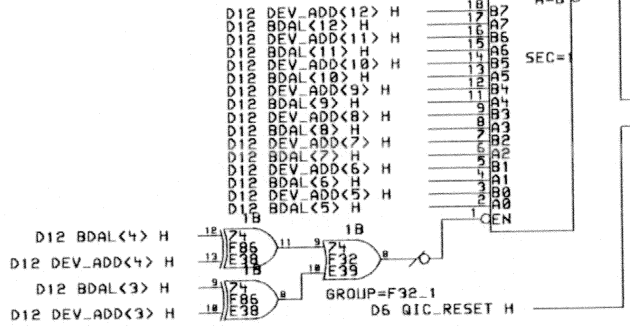 A=B
D12 DEV_ADD<12> H 18 B7
D12 BDAL<12> H 17 A7
D12 DEV_ADD<11> H 16 B6
D12 BDAL<11> H 15 A6
D12 DEV_ADD<10> H 14 B5
D12 BDAL<10> H 13 A5
D12 DEV_ADD<9> H 12 B4
D12 BDAL<9> H 11 A4
D12 DEV_ADD<8> H 9 B3
D12 BDAL<8> H 8 A3
D12 DEV_ADD<7> H 7 B2
D12 BDAL<7> H 6 A2
D12 DEV_ADD<6> H 5 B1
D12 BDAL<6> H 4 A1
D12 DEV_ADD<5> H 3 B0
D12 BDAL<5> H 2 A0
SEC=1
1 EN
1B
D12 BDAL<4> H 12 74
F86 11
D12 DEV_ADD<4> H 13 E38
1B
9 74 8
F32
10 E39
1B
D12 BDAL<3> H 9 74
F86 8
D12 DEV_ADD<3> H 10 E38
GROUP=F32_1
D6 QIC_RESET H